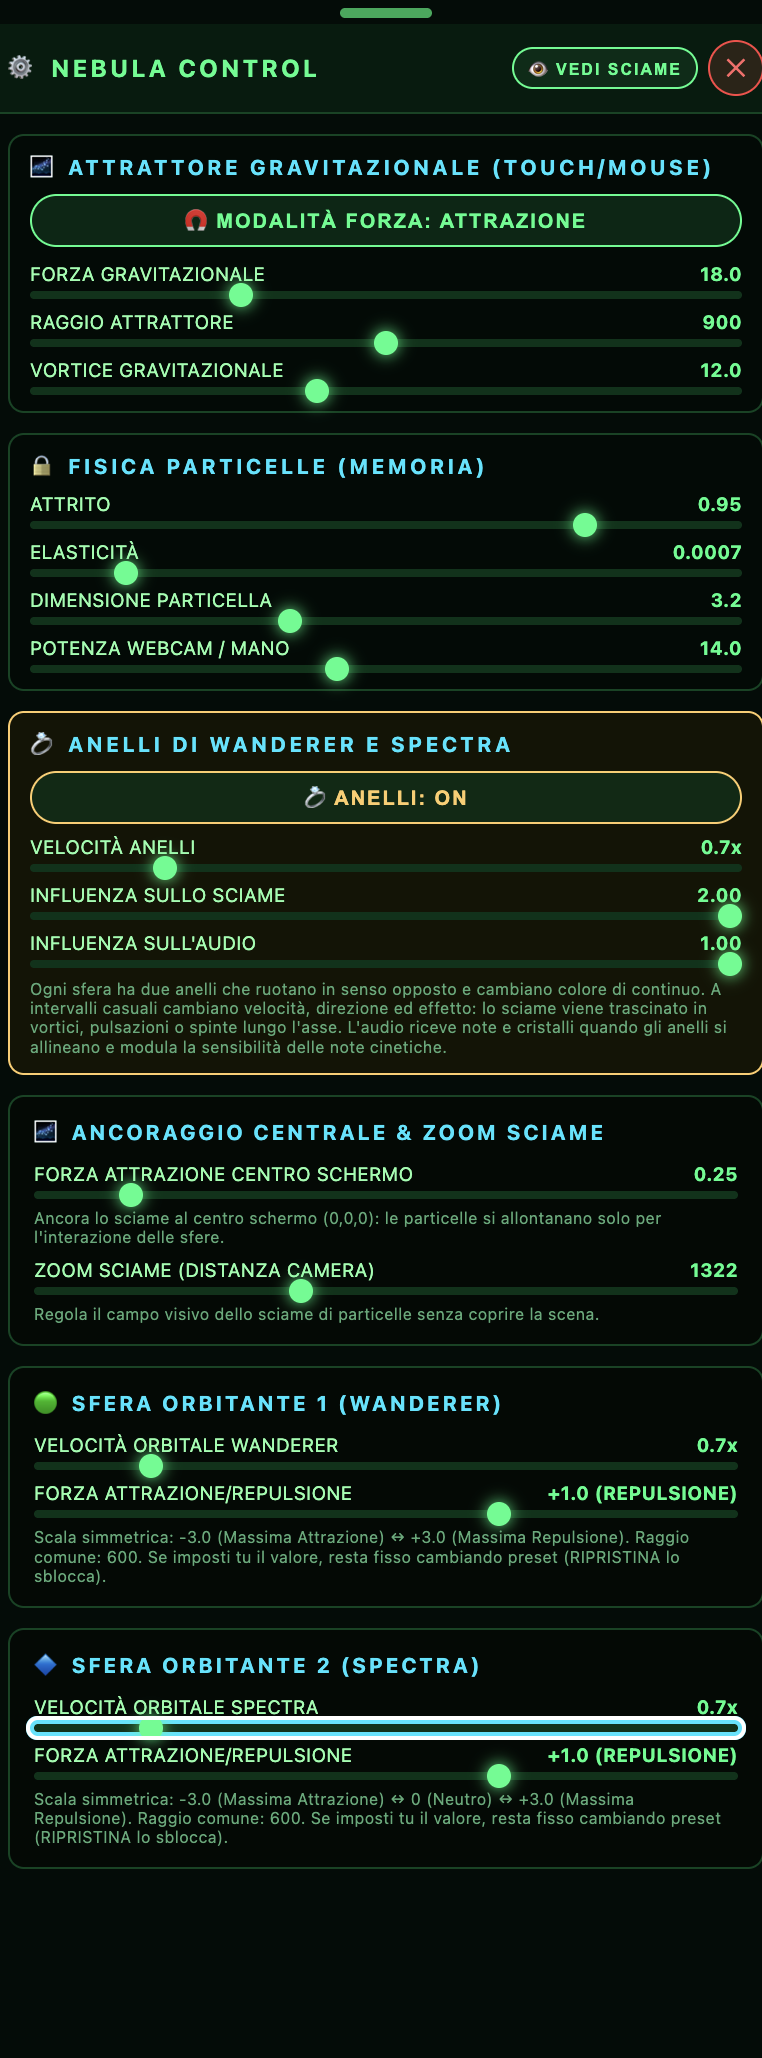 NEBULA CONTROL
VEDI SCIAME
ATTRATTORE GRAVITAZIONALE (TOUCH/MOUSE)
MODALITÀ FORZA: ATTRAZIONE
FORZA GRAVITAZIONALE 18.0
RAGGIO ATTRATTORE 900
VORTICE GRAVITAZIONALE 12.0
FISICA PARTICELLE (MEMORIA)
ATTRITO 0.95
ELASTICITÀ 0.0007
DIMENSIONE PARTICELLA 3.2
POTENZA WEBCAM / MANO 14.0
ANELLI DI WANDERER E SPECTRA
ANELLI: ON
VELOCITÀ ANELLI 0.7x
INFLUENZA SULLO SCIAME 2.00
INFLUENZA SULL'AUDIO 1.00
Ogni sfera ha due anelli che ruotano in senso opposto e cambiano colore di continuo. A
intervalli casuali cambiano velocità, direzione ed effetto: lo sciame viene trascinato in
vortici, pulsazioni o spinte lungo l'asse. L'audio riceve note e cristalli quando gli anelli si
allineano e modula la sensibilità delle note cinetiche.
ANCORAGGIO CENTRALE & ZOOM SCIAME
FORZA ATTRAZIONE CENTRO SCHERMO 0.25
Ancora lo sciame al centro schermo (0,0,0): le particelle si allontanano solo per
l'interazione delle sfere.
ZOOM SCIAME (DISTANZA CAMERA) 1322
Regola il campo visivo dello sciame di particelle senza coprire la scena.
SFERA ORBITANTE 1 (WANDERER)
VELOCITÀ ORBITALE WANDERER 0.7x
FORZA ATTRAZIONE/REPULSIONE +1.0 (REPULSIONE)
Scala simmetrica: -3.0 (Massima Attrazione) ↔ +3.0 (Massima Repulsione). Raggio
comune: 600. Se imposti tu il valore, resta fisso cambiando preset (RIPRISTINA lo
sblocca).
SFERA ORBITANTE 2 (SPECTRA)
VELOCITÀ ORBITALE SPECTRA 0.7x
FORZA ATTRAZIONE/REPULSIONE +1.0 (REPULSIONE)
Scala simmetrica: -3.0 (Massima Attrazione) ↔ 0 (Neutro) ↔ +3.0 (Massima
Repulsione). Raggio comune: 600. Se imposti tu il valore, resta fisso cambiando preset
(RIPRISTINA lo sblocca).